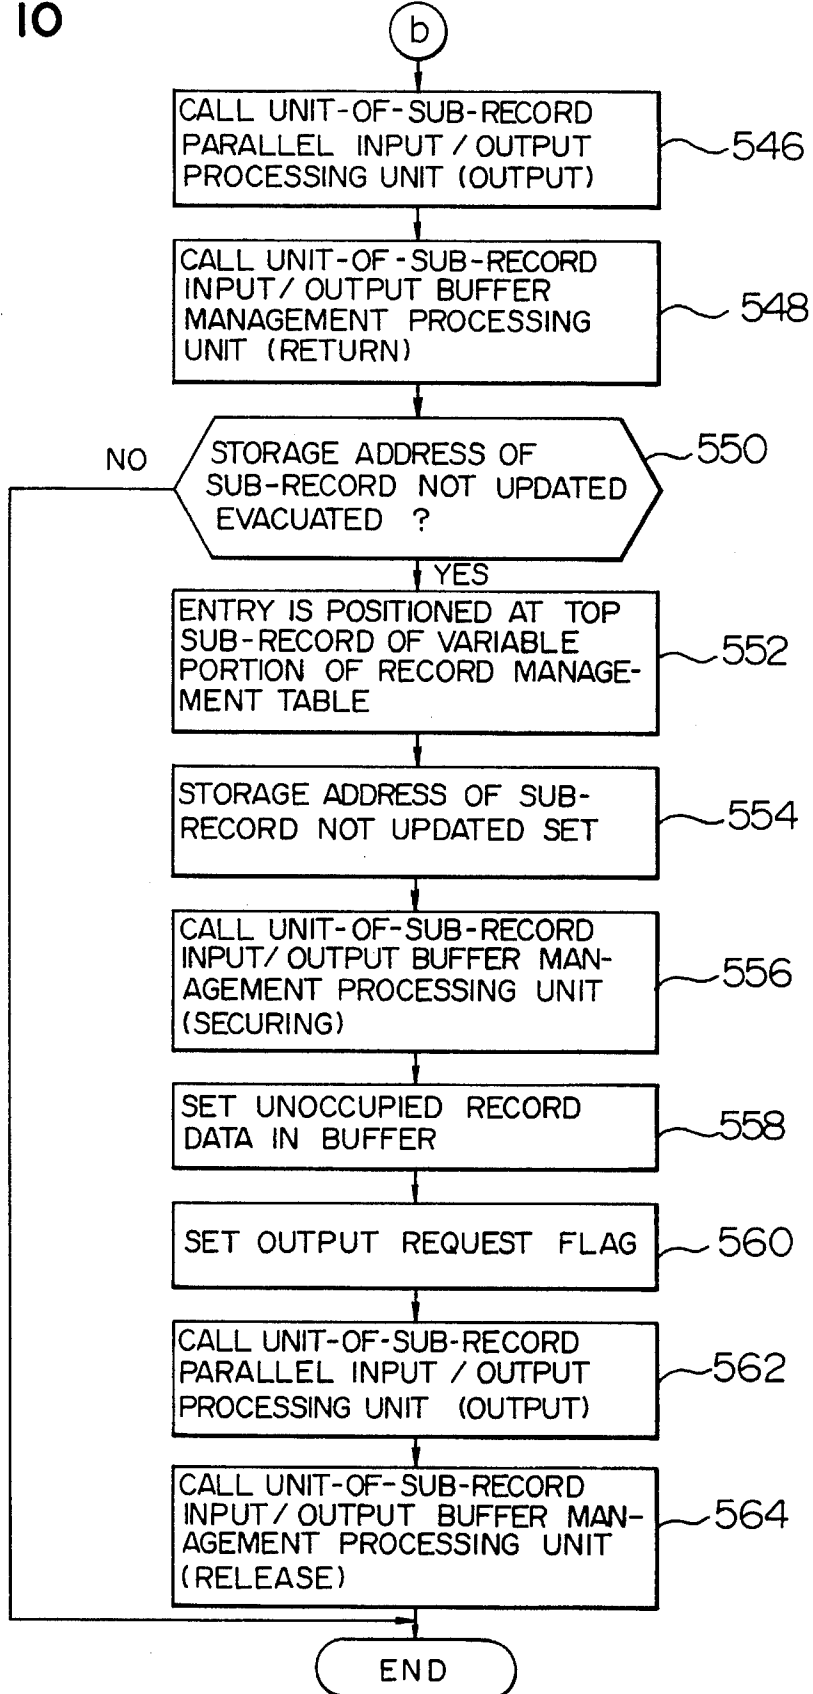 10
b
CALL UNIT-OF-SUB-RECORD
PARALLEL INPUT / OUTPUT
PROCESSING UNIT (OUTPUT)
546
CALL UNIT-OF-SUB-RECORD
INPUT/ OUTPUT BUFFER
MANAGEMENT PROCESSING
UNIT (RETURN)
548
STORAGE ADDRESS OF
SUB-RECORD NOT UPDATED
EVACUATED ?
550
NO
YES
ENTRY IS POSITIONED AT TOP
SUB-RECORD OF VARIABLE
PORTION OF RECORD MANAGE-
MENT TABLE
552
STORAGE ADDRESS OF SUB-
RECORD NOT UPDATED SET
554
CALL UNIT-OF-SUB-RECORD
INPUT/ OUTPUT BUFFER MAN-
AGEMENT PROCESSING UNIT
(SECURING)
556
SET UNOCCUPIED RECORD
DATA IN BUFFER
558
SET OUTPUT REQUEST FLAG
560
CALL UNIT-OF-SUB-RECORD
PARALLEL INPUT / OUTPUT
PROCESSING UNIT (OUTPUT)
562
CALL UNIT-OF-SUB-RECORD
INPUT/ OUTPUT BUFFER MAN-
AGEMENT PROCESSING UNIT
(RELEASE)
564
END